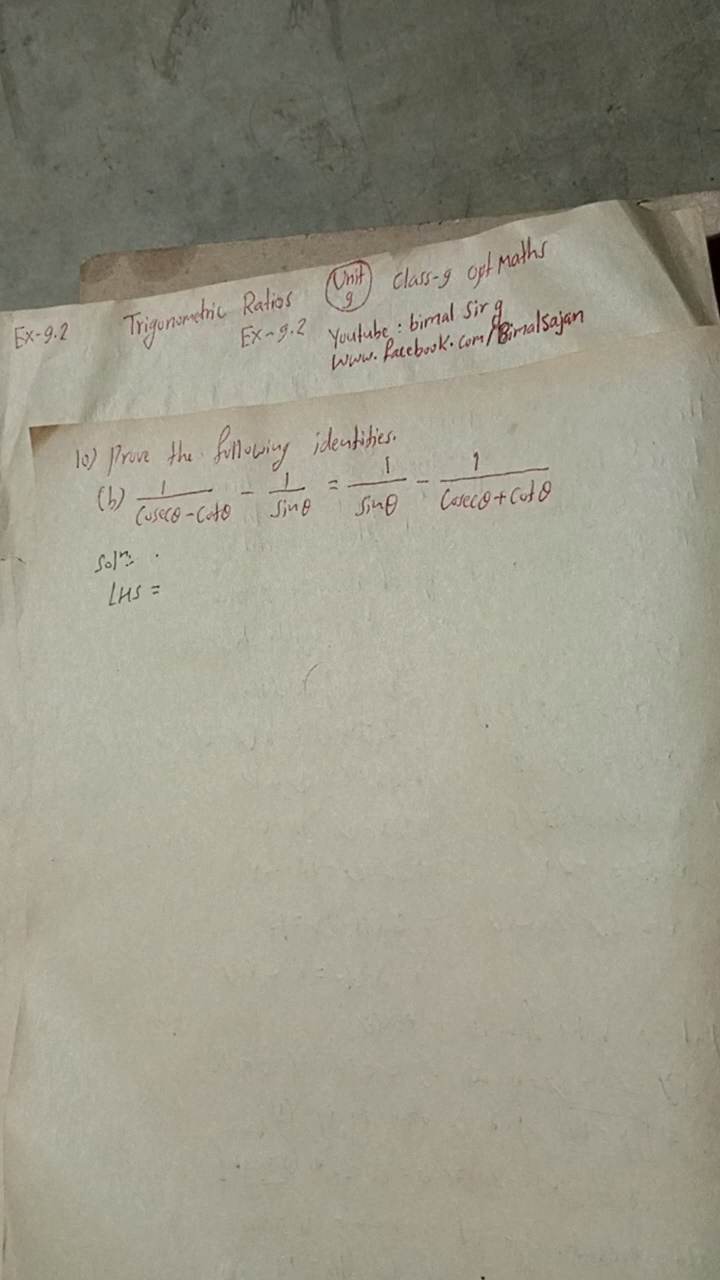 Ex-9.2 Trigonometric Ratios Unit 9 Class-9 opt Maths
Ex-9.2 Youtube : bimal Sir g
www.facebook.com/Bimalsajan
10) Prove the following identities.
(b) 1/(Cosecθ - Cotθ) - 1/Sinθ = 1/Sinθ - 1/(Cosecθ + Cotθ)
Solⁿ:
LHS =